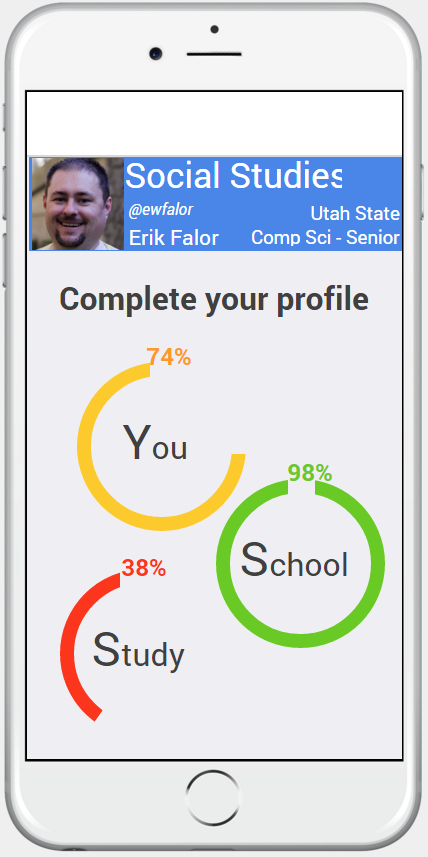 Social Studies
@ewfalor
Utah State
Erik Falor
Comp Sci - Senior
Complete your profile
74%
You
98%
School
38%
Study